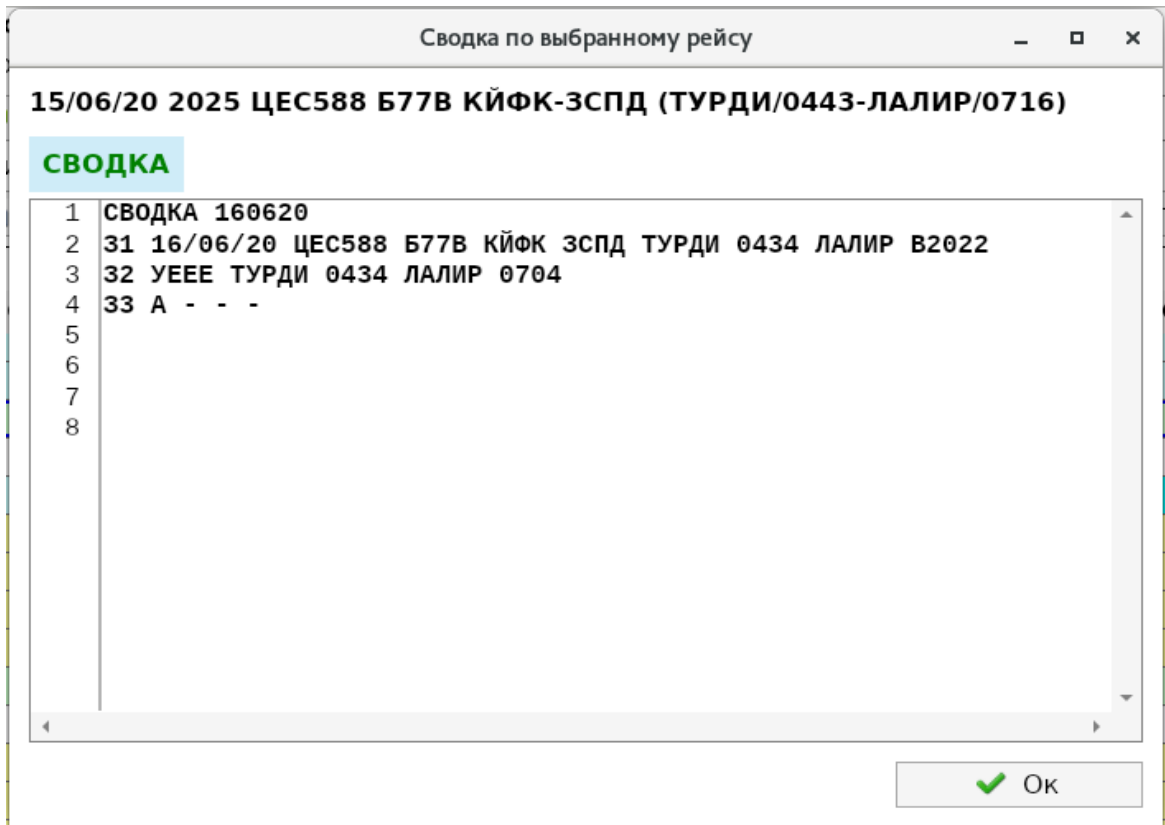 Сводка по выбранному рейсу
15/06/20 2025 ЦЕС588 Б77В КЙФК-ЗСПД (ТУРДИ/0443-ЛАЛИР/0716)
СВОДКА
1 СВОДКА 160620
2 31 16/06/20 ЦЕС588 Б77В КЙФК ЗСПД ТУРДИ 0434 ЛАЛИР В2022
3 32 УЕЕЕ ТУРДИ 0434 ЛАЛИР 0704
4 33 А - - -
5
6
7
8
Ок